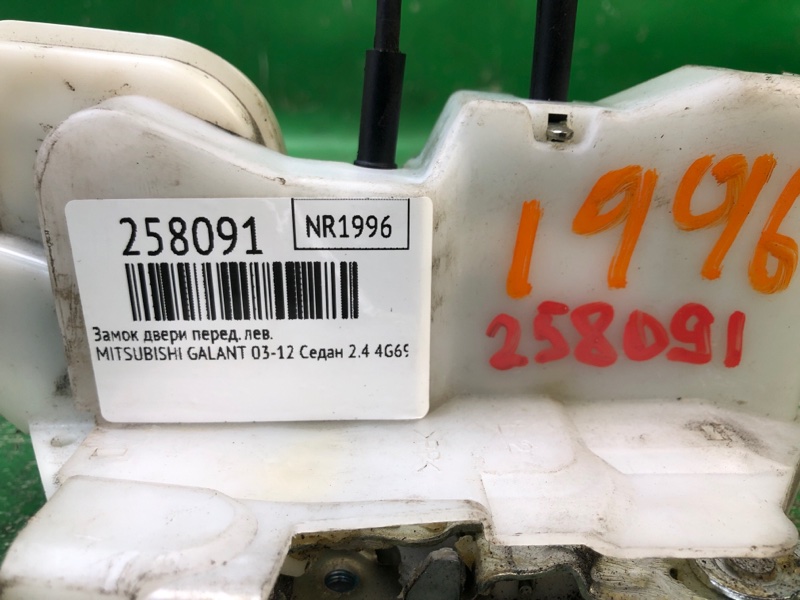 258091
NR1996
Замок двери перед. лев.
MITSUBISHI GALANT 03-12 Седан 2.4 4G69
1996
258091